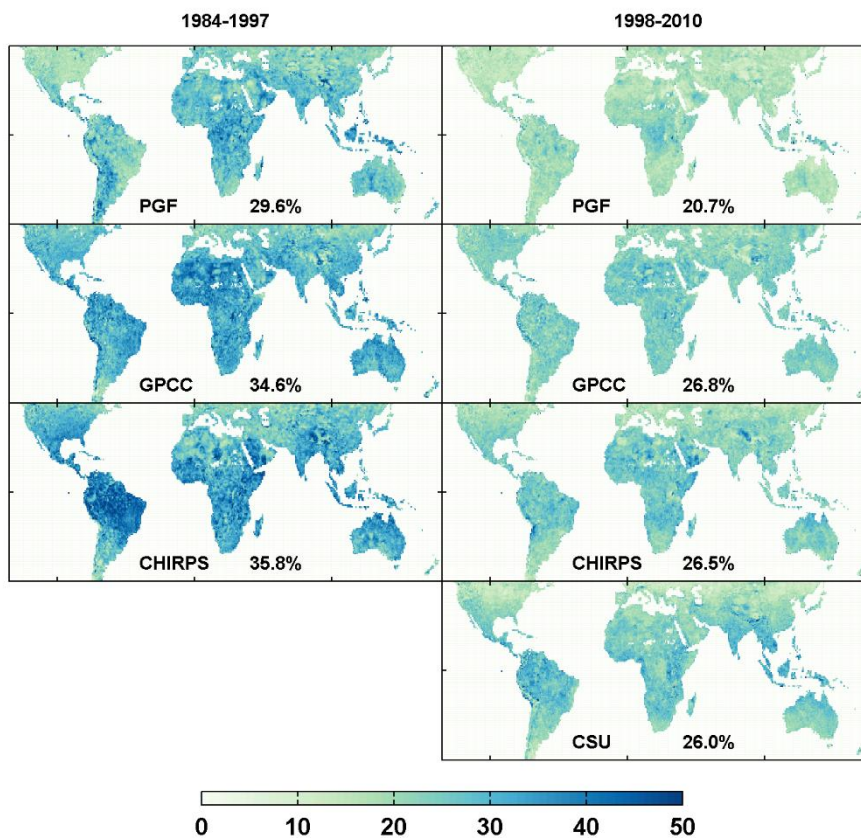 1984-1997 1998-2010
PGF 29.6% PGF 20.7%
GPCC 34.6% GPCC 26.8%
CHIRPS 35.8% CHIRPS 26.5%
CSU 26.0%
0 10 20 30 40 50